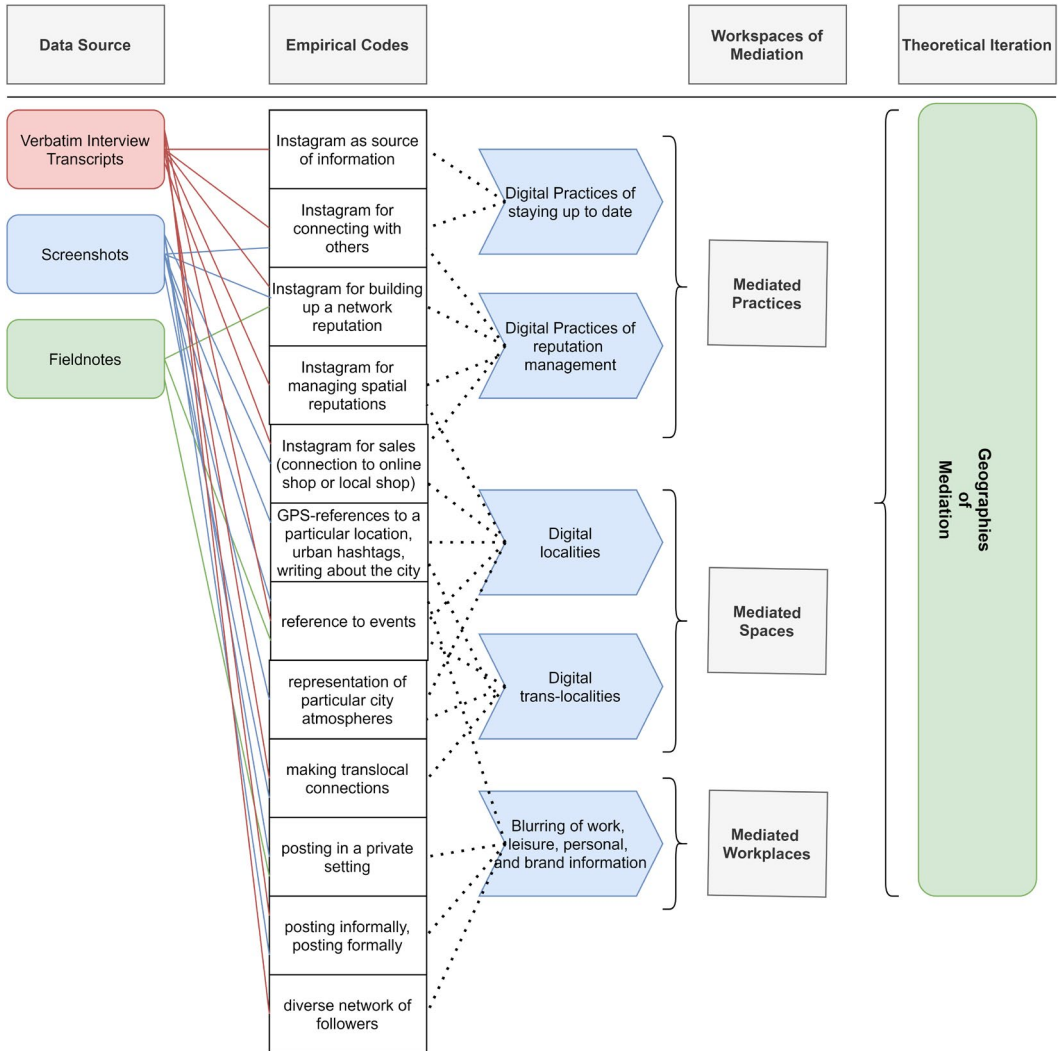 Data Source
Empirical Codes
Workspaces of
Mediation
Theoretical Iteration
Verbatim Interview
Transcripts
Screenshots
Fieldnotes
Instagram as source
of information
Instagram for
connecting with
others
Instagram for building
up a network
reputation
Instagram for
managing spatial
reputations
Instagram for sales
(connection to online
shop or local shop)
GPS-references to a
particular location,
urban hashtags,
writing about the city
reference to events
representation of
particular city
atmospheres
making translocal
connections
posting in a private
setting
posting informally,
posting formally
diverse network of
followers
Digital Practices of
staying up to date
Digital Practices of
reputation
management
Digital
localities
Digital
trans-localities
Blurring of work,
leisure, personal,
and brand information
Mediated
Practices
Mediated
Spaces
Mediated
Workplaces
Geographies
of
Mediation